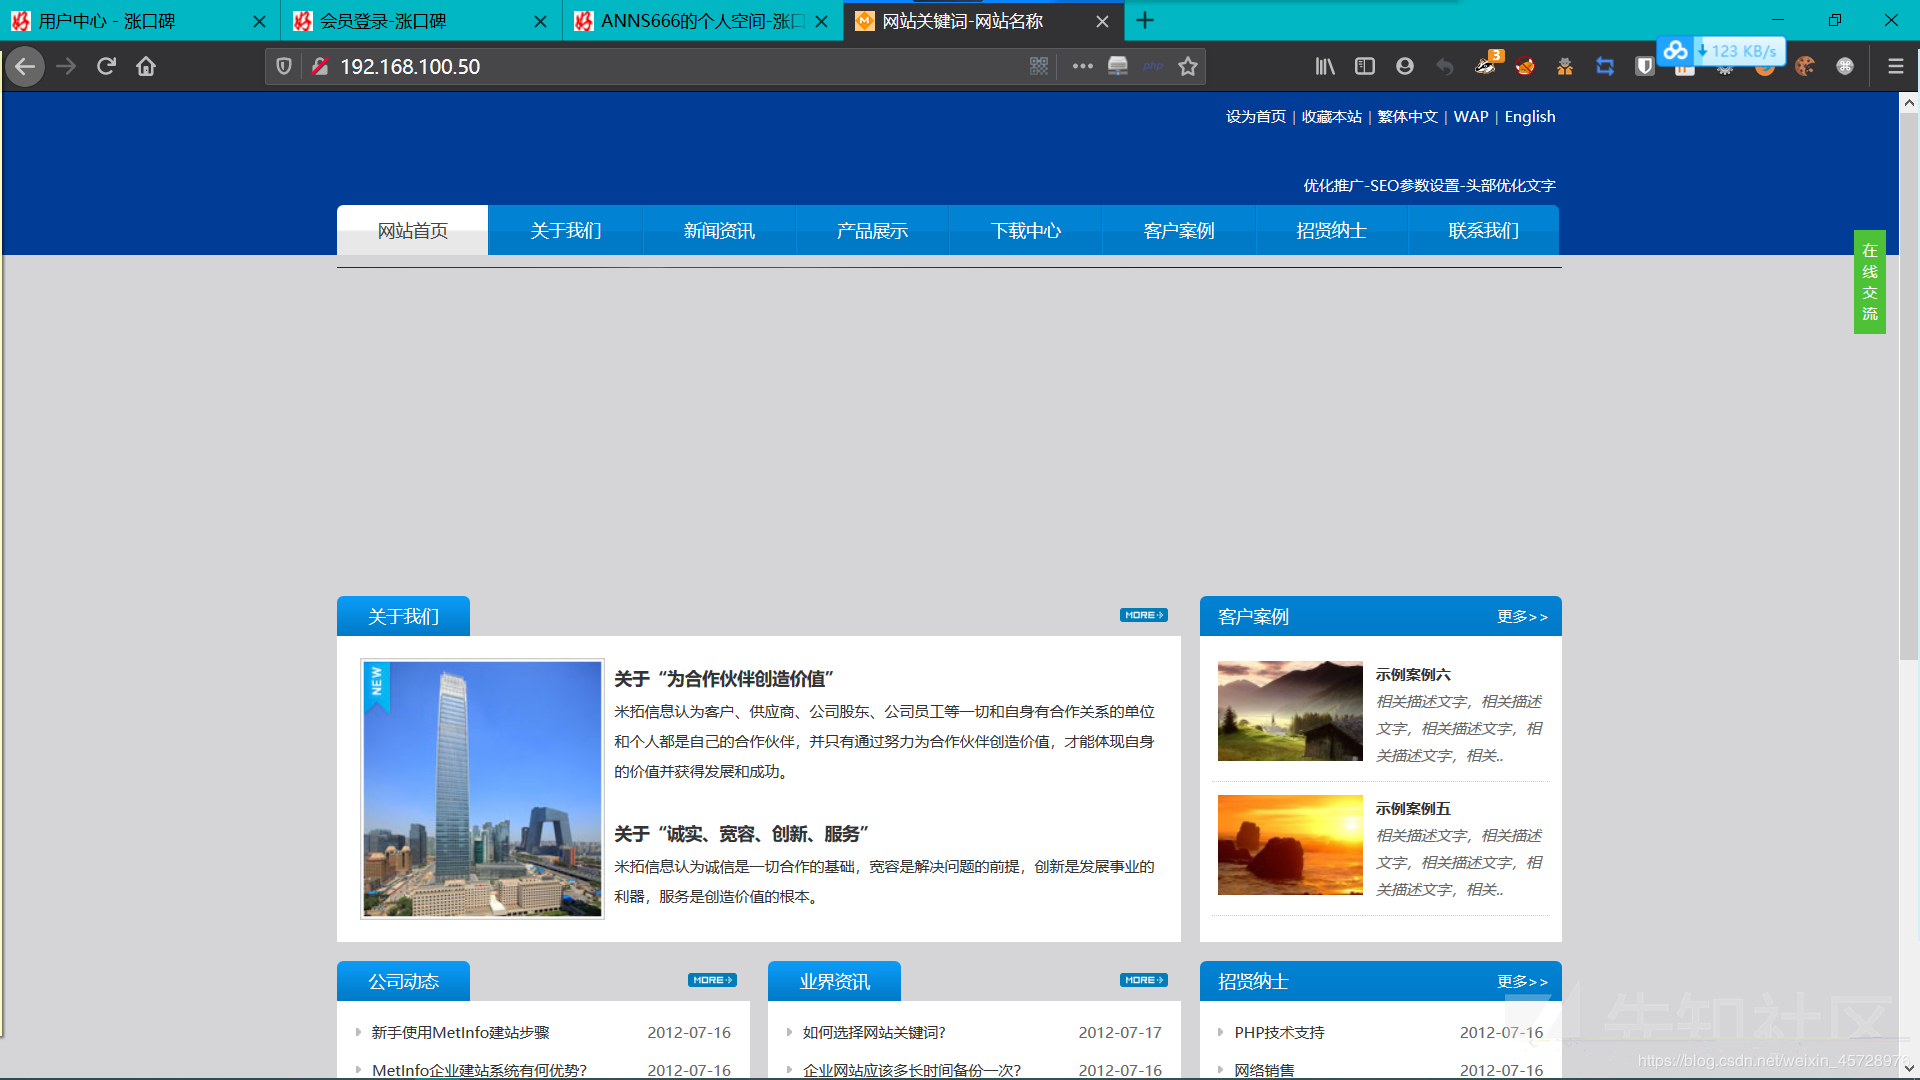 用户中心 - 涨口碑
会员登录-涨口碑
ANNS666的个人空间-涨口
网站关键词-网站名称
192.168.100.50
php
3
123 KB/s
设为首页 | 收藏本站 | 繁体中文 | WAP | English
优化推广-SEO参数设置-头部优化文字
网站首页
关于我们
新闻资讯
产品展示
下载中心
客户案例
招贤纳士
联系我们
在线交流
关于我们
MORE
NEW
关于“为合作伙伴创造价值”
米拓信息认为客户、供应商、公司股东、公司员工等一切和自身有合作关系的单位
和个人都是自己的合作伙伴，并只有通过努力为合作伙伴创造价值，才能体现自身
的价值并获得发展和成功。
关于“诚实、宽容、创新、服务”
米拓信息认为诚信是一切合作的基础，宽容是解决问题的前提，创新是发展事业的
利器，服务是创造价值的根本。
客户案例
更多>>
示例案例六
相关描述文字，相关描述
文字，相关描述文字，相
关描述文字，相关..
示例案例五
相关描述文字，相关描述
文字，相关描述文字，相
关描述文字，相关..
公司动态
MORE
新手使用MetInfo建站步骤 2012-07-16
MetInfo企业建站系统有何优势? 2012-07-16
业界资讯
MORE
如何选择网站关键词? 2012-07-17
企业网站应该多长时间备份一次? 2012-07-16
招贤纳士
更多>>
PHP技术支持 2012-07-16
网络销售 2012-07-16
先知社区
https://blog.csdn.net/weixin_45728976